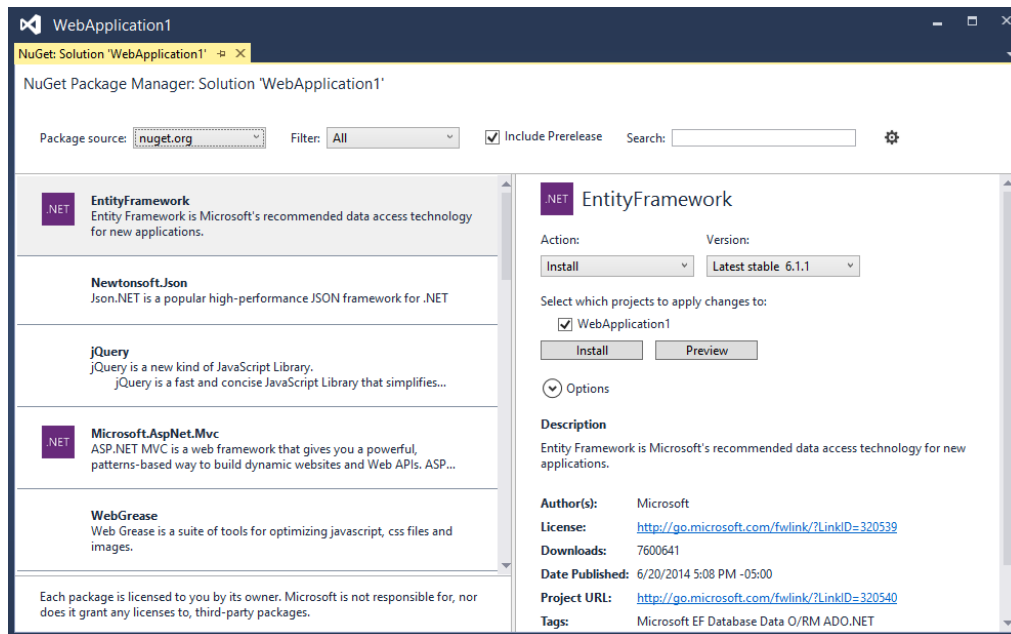 WebApplication1
NuGet: Solution 'WebApplication1'
NuGet Package Manager: Solution 'WebApplication1'
Package source: nuget.org Filter: All Include Prerelease Search:
.NET
EntityFramework
Entity Framework is Microsoft's recommended data access technology
for new applications.
Newtonsoft.Json
Json.NET is a popular high-performance JSON framework for .NET
jQuery
jQuery is a new kind of JavaScript Library.
jQuery is a fast and concise JavaScript Library that simplifies...
.NET
Microsoft.AspNet.Mvc
ASP.NET MVC is a web framework that gives you a powerful,
patterns-based way to build dynamic websites and Web APIs. ASP...
WebGrease
Web Grease is a suite of tools for optimizing javascript, css files and
images.
Each package is licensed to you by its owner. Microsoft is not responsible for, nor
does it grant any licenses to, third-party packages.
.NET EntityFramework
Action: Version:
Install Latest stable 6.1.1
Select which projects to apply changes to:
WebApplication1
Install Preview
Options
Description
Entity Framework is Microsoft's recommended data access technology for new
applications.
Author(s): Microsoft
License: http://go.microsoft.com/fwlink/?LinkID=320539
Downloads: 7600641
Date Published: 6/20/2014 5:08 PM -05:00
Project URL: http://go.microsoft.com/fwlink/?LinkID=320540
Tags: Microsoft EF Database Data O/RM ADO.NET